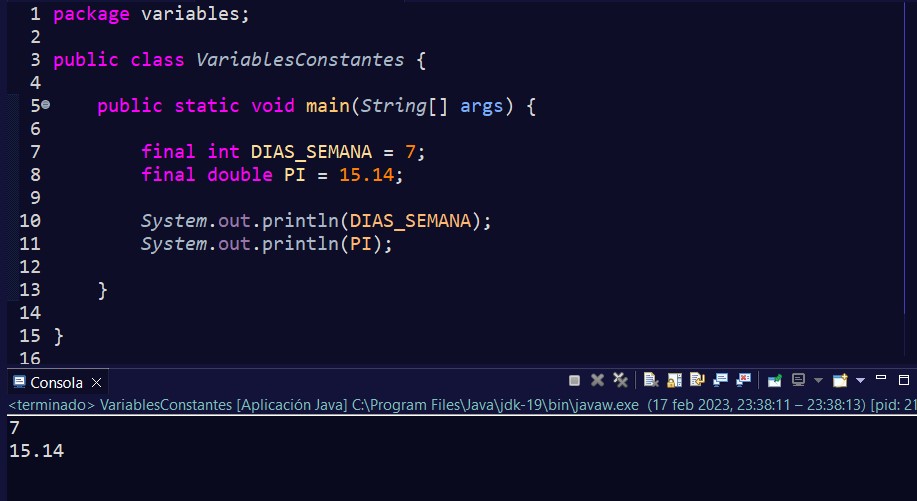 1 package variables;
2
3 public class VariablesConstantes {
4
5 public static void main(String[] args) {
6
7 final int DIAS_SEMANA = 7;
8 final double PI = 15.14;
9
10 System.out.println(DIAS_SEMANA);
11 System.out.println(PI);
12
13 }
14
15 }
16
Consola
<terminado> VariablesConstantes [Aplicación Java] C:\Program Files\Java\jdk-19\bin\javaw.exe (17 feb 2023, 23:38:11 – 23:38:13) [pid: 21
7
15.14